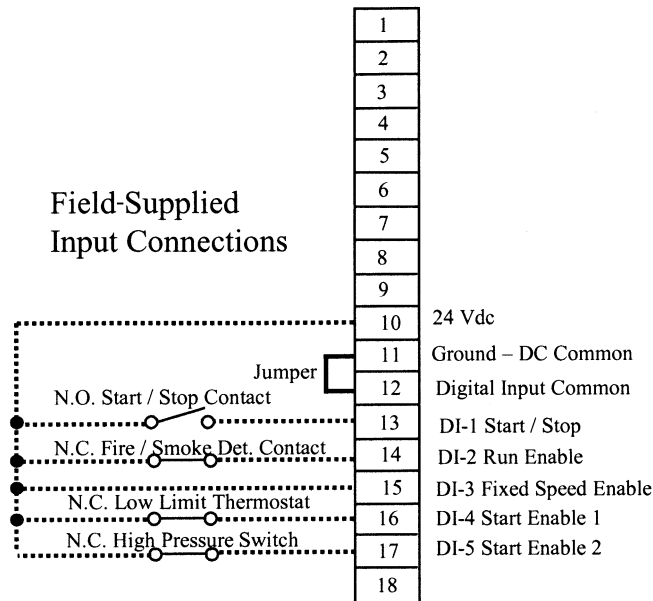 1
2
3
4
5
6
7
8
9
Field-Supplied
Input Connections
10 24 Vdc
11 Ground – DC Common
Jumper
12 Digital Input Common
N.O. Start / Stop Contact
13 DI-1 Start / Stop
N.C. Fire / Smoke Det. Contact
14 DI-2 Run Enable
15 DI-3 Fixed Speed Enable
N.C. Low Limit Thermostat
16 DI-4 Start Enable 1
N.C. High Pressure Switch
17 DI-5 Start Enable 2
18